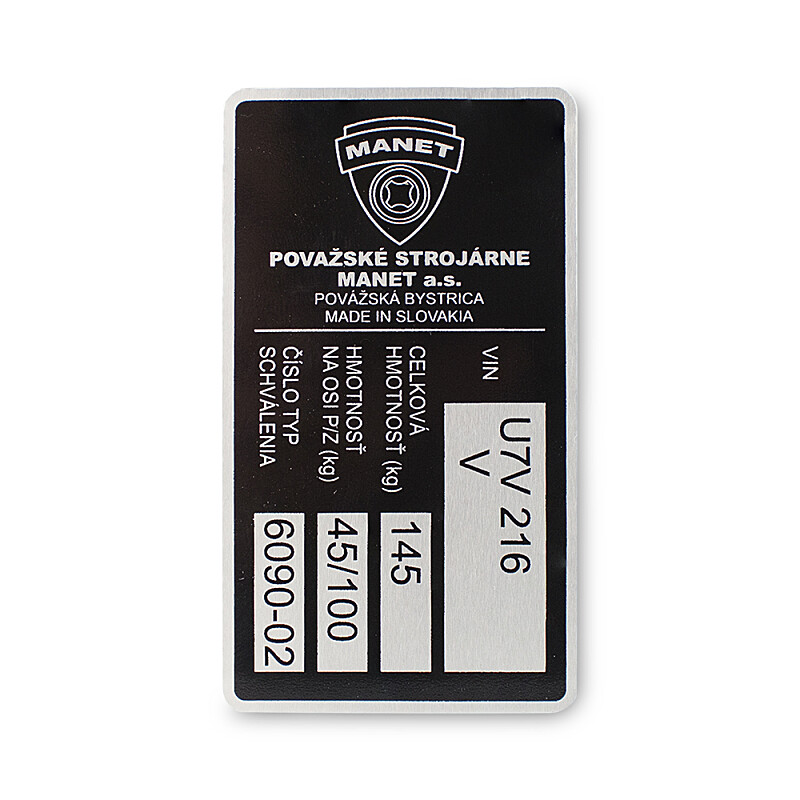 MANET
POVAŽSKÉ STROJÁRNE
MANET a.s.
POVÁŽSKÁ BYSTRICA
MADE IN SLOVAKIA
VIN
U7V 216
V
CELKOVÁ
HMOTNOSŤ (kg)
145
HMOTNOSŤ
NA OSI P/Z (kg)
45/100
ČÍSLO TYP
SCHVÁLENIA
6090-02